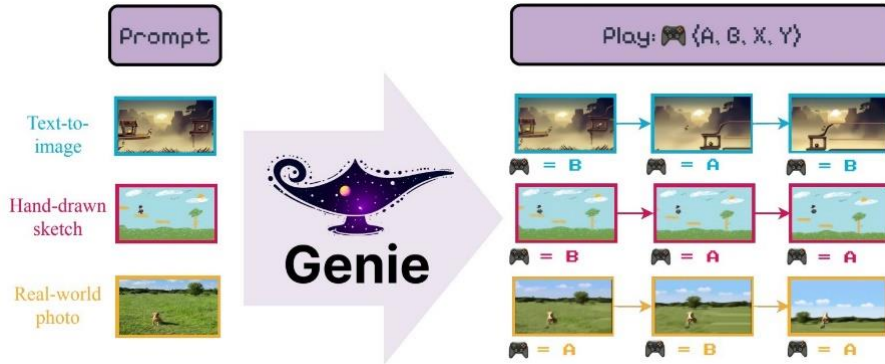 Prompt
Play: {A, B, X, Y}
Text-to-
image
= B
= A
= B
Hand-drawn
sketch
= B
= A
= A
Genie
Real-world
photo
= A
= B
= A